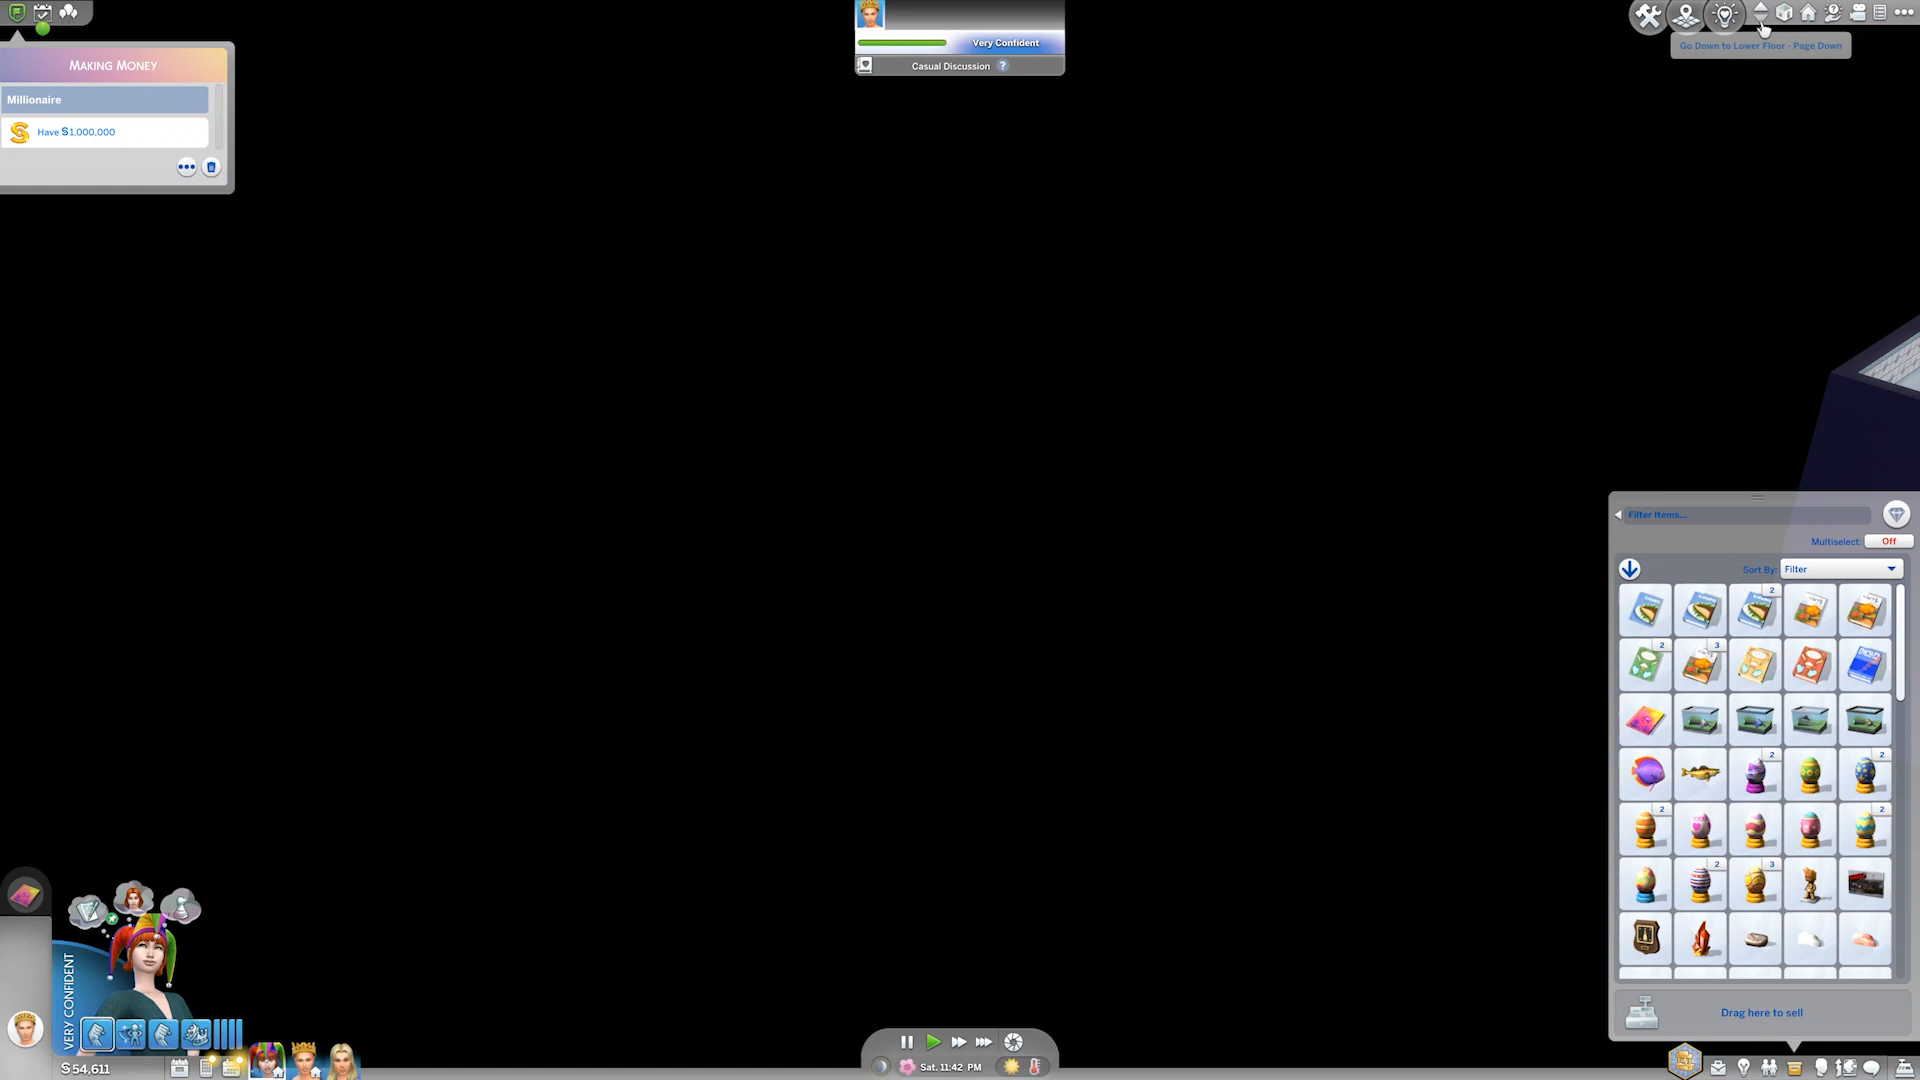 MAKING MONEY
Millionaire
Have §1,000,000
Very Confident
Casual Discussion ?
Go Down to Lower Floor - Page Down
Filter Items...
Multiselect: Off
Sort By: Filter
2
2
3
2
2
2
2
2
3
Drag here to sell
VERY CONFIDENT
§54,611
Sat. 11:42 PM